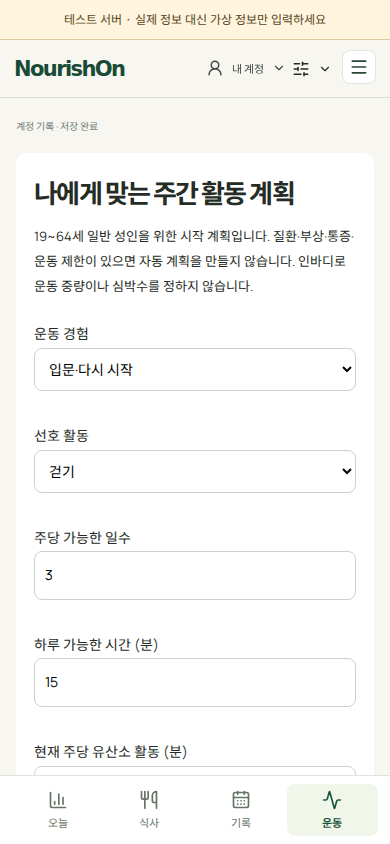 테스트 서버 · 실제 정보 대신 가상 정보만 입력하세요
NourishOn
내 계정
계정 기록 · 저장 완료
나에게 맞는 주간 활동 계획
19~64세 일반 성인을 위한 시작 계획입니다. 질환·부상·통증·
운동 제한이 있으면 자동 계획을 만들지 않습니다. 인바디로
운동 중량이나 심박수를 정하지 않습니다.
운동 경험
입문·다시 시작
선호 활동
걷기
주당 가능한 일수
3
하루 가능한 시간 (분)
15
현재 주당 유산소 활동 (분)
오늘
식사
기록
운동